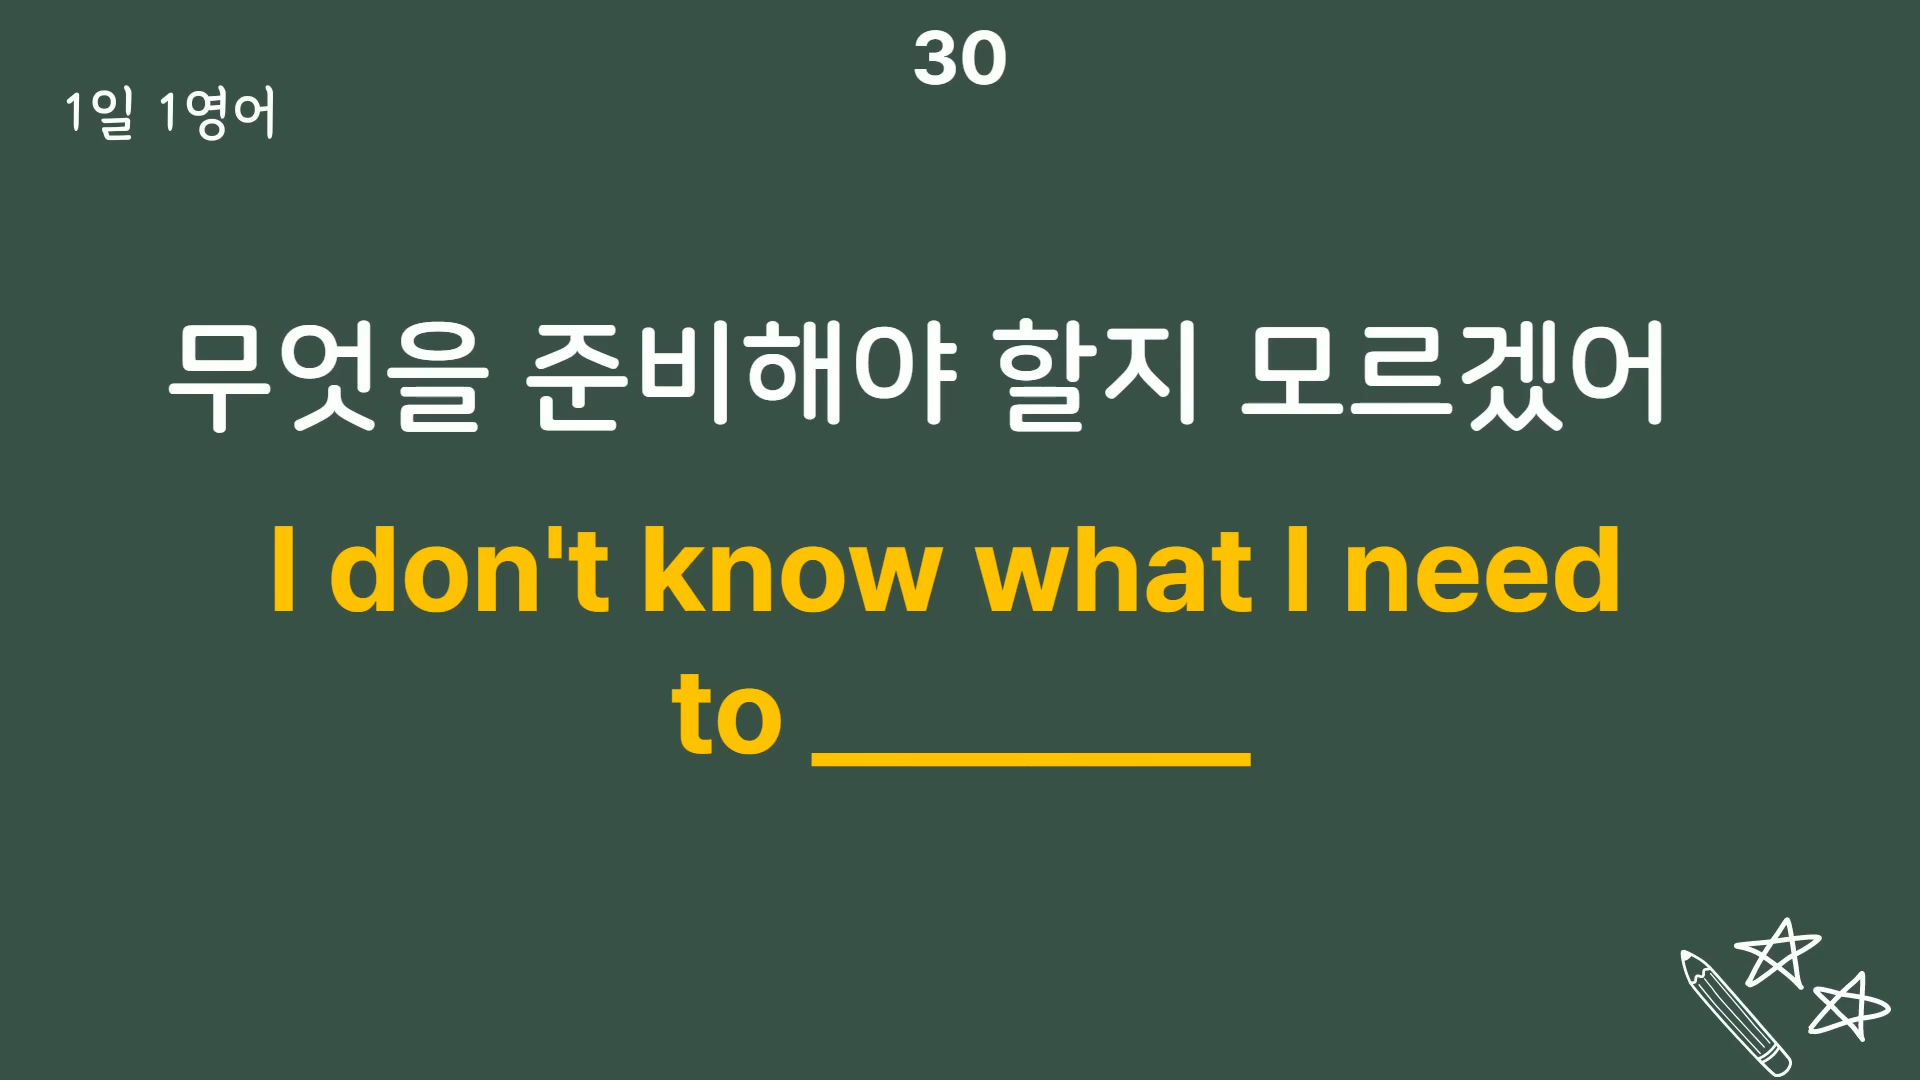 30
1일 1영어
무엇을 준비해야 할지 모르겠어
I don't know what I need
to ________